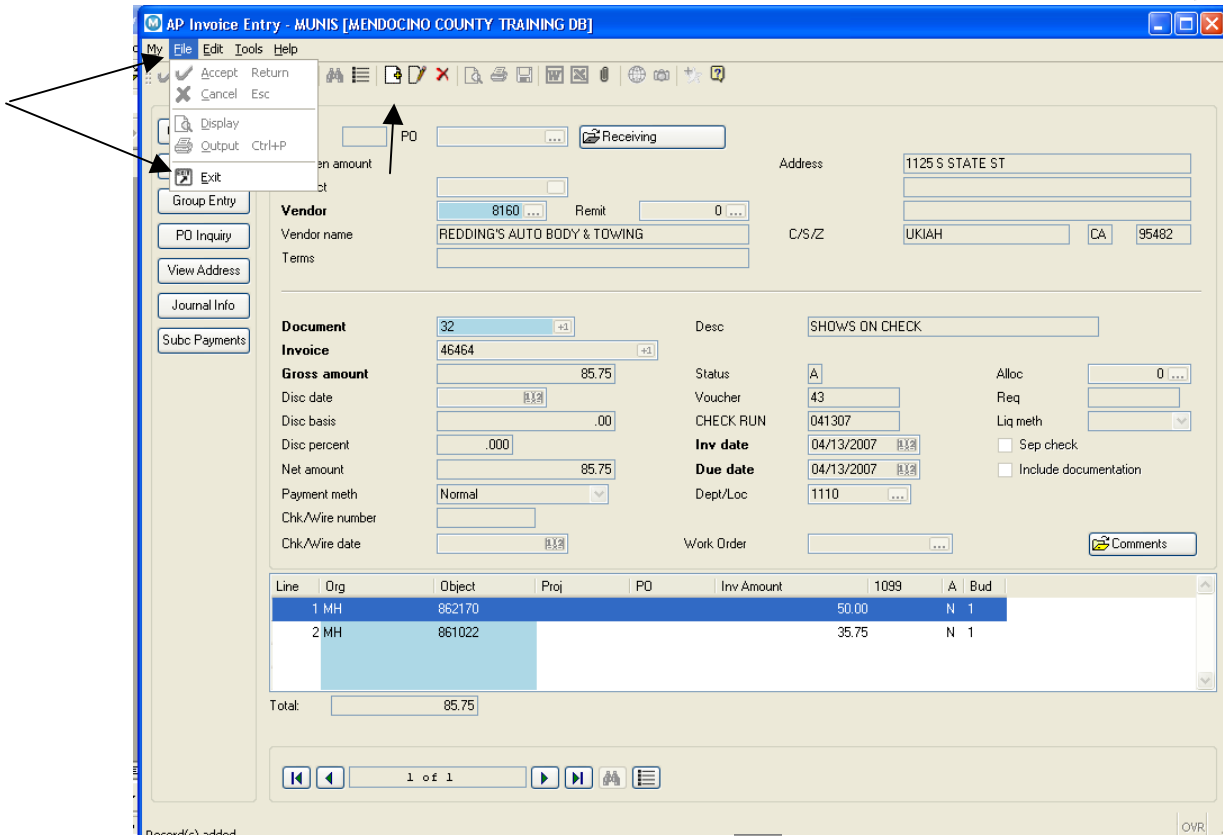 AP Invoice Entry - MUNIS [MENDOCINO COUNTY TRAINING DB]
My File Edit Tools Help
Accept Return
Cancel Esc
Display
Output Ctrl+P
Exit
PO ... Receiving
en amount Address 1125 S STATE ST
ct
Group Entry
Vendor 8160 ... Remit 0 ...
PO Inquiry
Vendor name REDDING'S AUTO BODY & TOWING C/S/Z UKIAH CA 95482
Terms
View Address
Journal Info
Subc Payments
Document 32 +1 Desc SHOWS ON CHECK
Invoice 46464 +1
Gross amount 85.75 Status A Alloc 0 ...
Disc date Voucher 43 Req
Disc basis .00 CHECK RUN 041307 Liq meth
Disc percent .000 Inv date 04/13/2007 Sep check
Net amount 85.75 Due date 04/13/2007 Include documentation
Payment meth Normal Dept/Loc 1110 ...
Chk/Wire number
Chk/Wire date Work Order ... Comments
Line Org Object Proj PO Inv Amount 1099 A Bud
1 MH 862170 50.00 N 1
2 MH 861022 35.75 N 1
Total: 85.75
1 of 1
Record(s) added
OVR